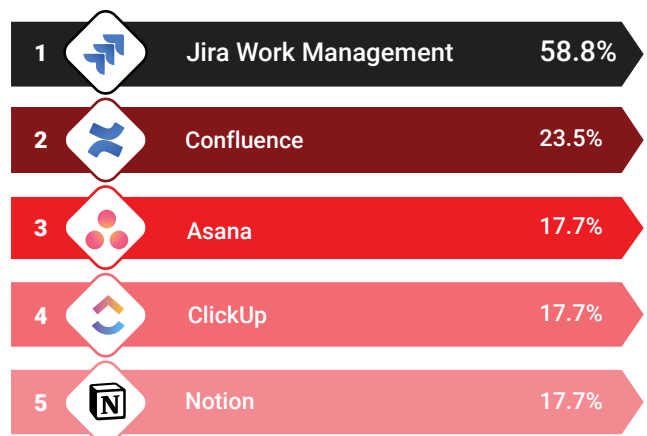 1 Jira Work Management 58.8%
2 Confluence 23.5%
3 Asana 17.7%
4 ClickUp 17.7%
5 N Notion 17.7%